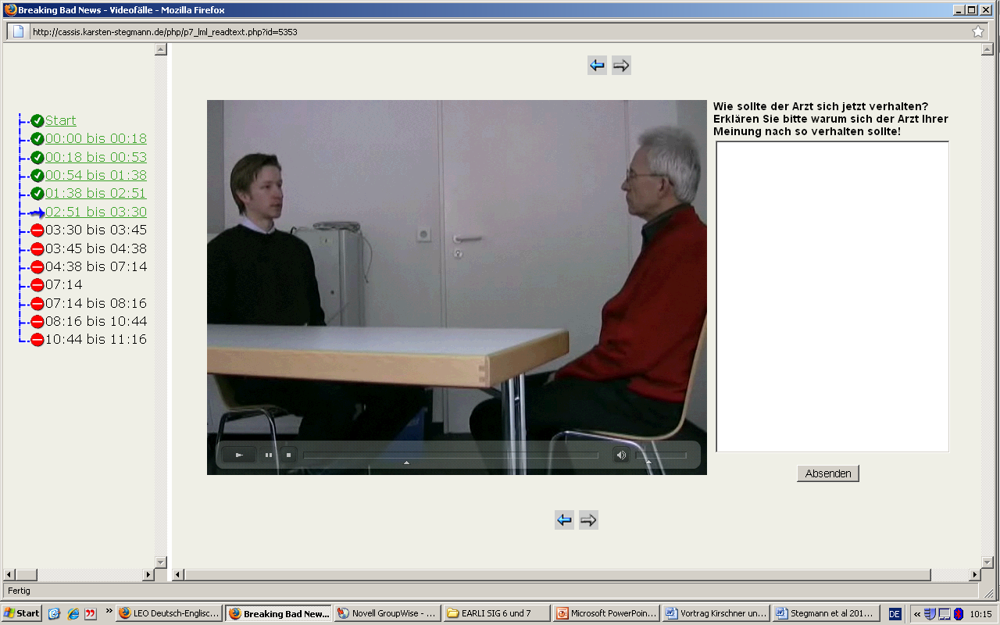 Breaking Bad News - Videofälle - Mozilla Firefox
http://cassis.karsten-stegmann.de/php/p7_lml_readtext.php?id=5353
Start
00:00 bis 00:18
00:18 bis 00:53
00:54 bis 01:38
01:38 bis 02:51
02:51 bis 03:30
03:30 bis 03:45
03:45 bis 04:38
04:38 bis 07:14
07:14
07:14 bis 08:16
08:16 bis 10:44
10:44 bis 11:16
Wie sollte der Arzt sich jetzt verhalten?
Erklären Sie bitte warum sich der Arzt Ihrer
Meinung nach so verhalten sollte!
Absenden
Fertig
Start » LEO Deutsch-Englisc... Breaking Bad New... Novell GroupWise - ... EARLI SIG 6 und 7 Microsoft PowerPoin... Vortrag Kirschner un... Stegmann et al 201... DE « 10:15